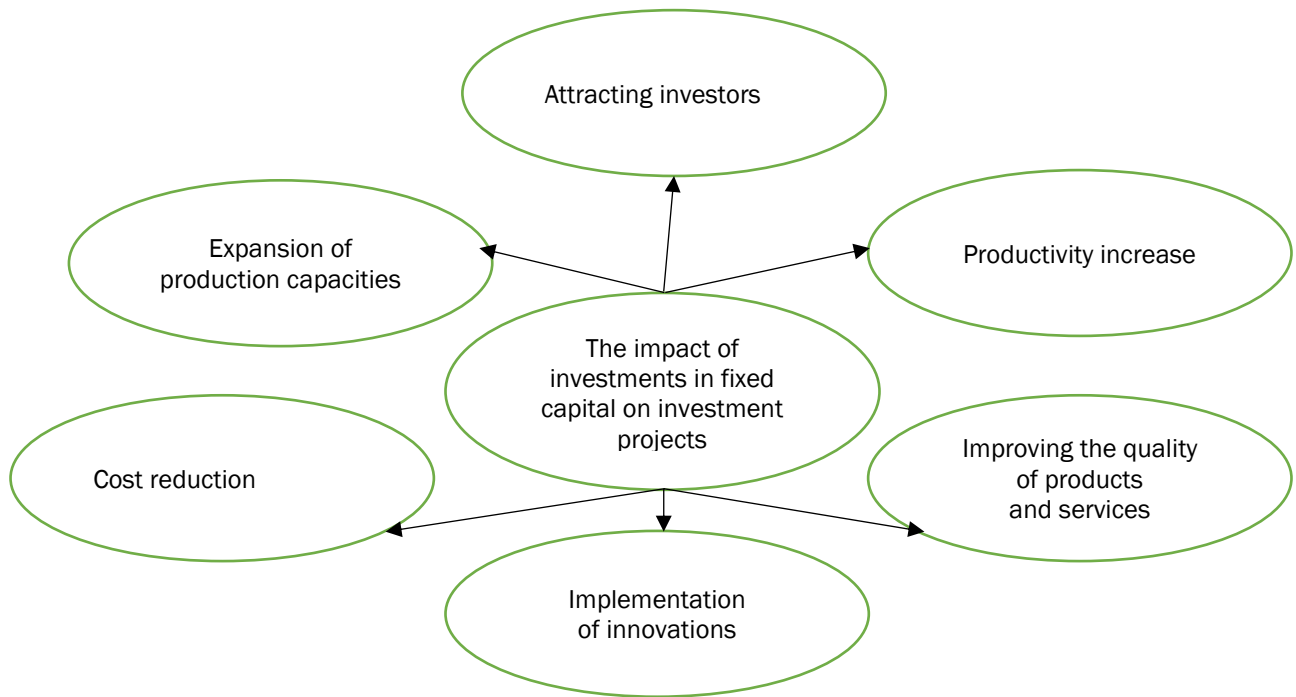 Attracting investors
Expansion of
production capacities
Productivity increase
The impact of
investments in fixed
capital on investment
projects
Cost reduction
Improving the quality
of products
and services
Implementation
of innovations